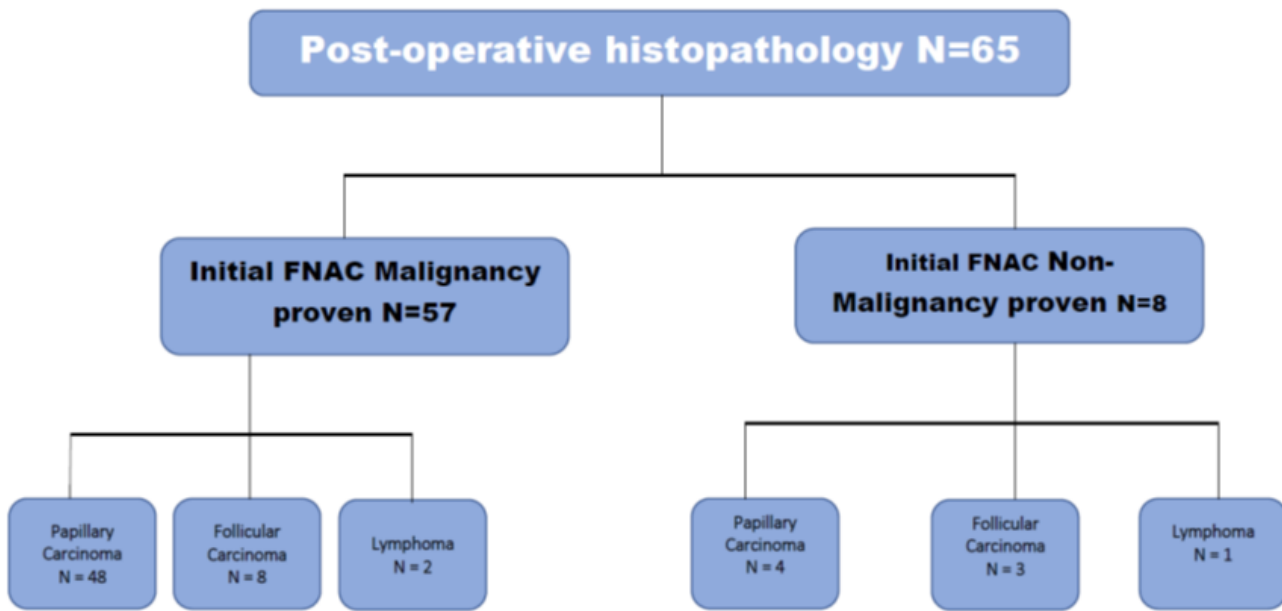 Post-operative histopathology N=65
Initial FNAC Malignancy
proven N=57
Initial FNAC Non-
Malignancy proven N=8
Papillary
Carcinoma
N = 48
Follicular
Carcinoma
N = 8
Lymphoma
N = 2
Papillary
Carcinoma
N = 4
Follicular
Carcinoma
N = 3
Lymphoma
N = 1